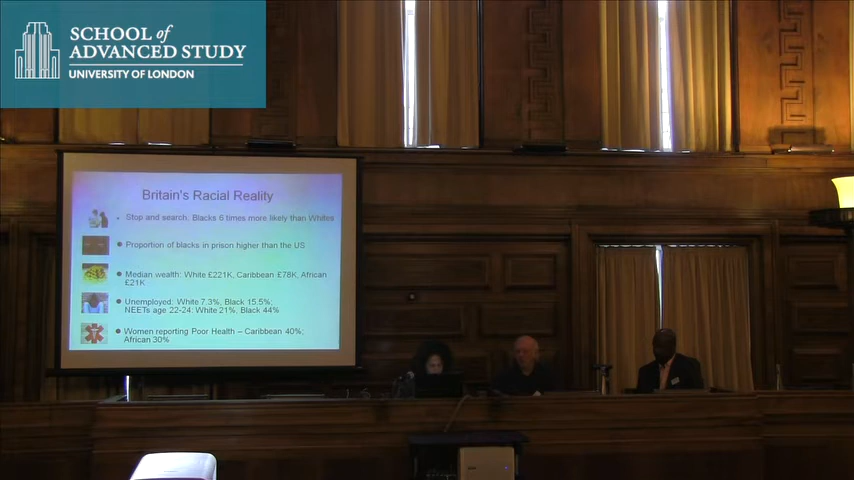 SCHOOL of
ADVANCED STUDY
UNIVERSITY OF LONDON
Britain's Racial Reality
Stop and search, Blacks 6 times more likely than Whites
Proportion of blacks in prison higher than the US
Median wealth: White £221K, Caribbean £78K, African
£21K
Unemployed: White 7.3%, Black 15.5%
NEETs age 22-24: White 21%, Black 44%
Women reporting Poor Health – Caribbean 40%;
African 30%